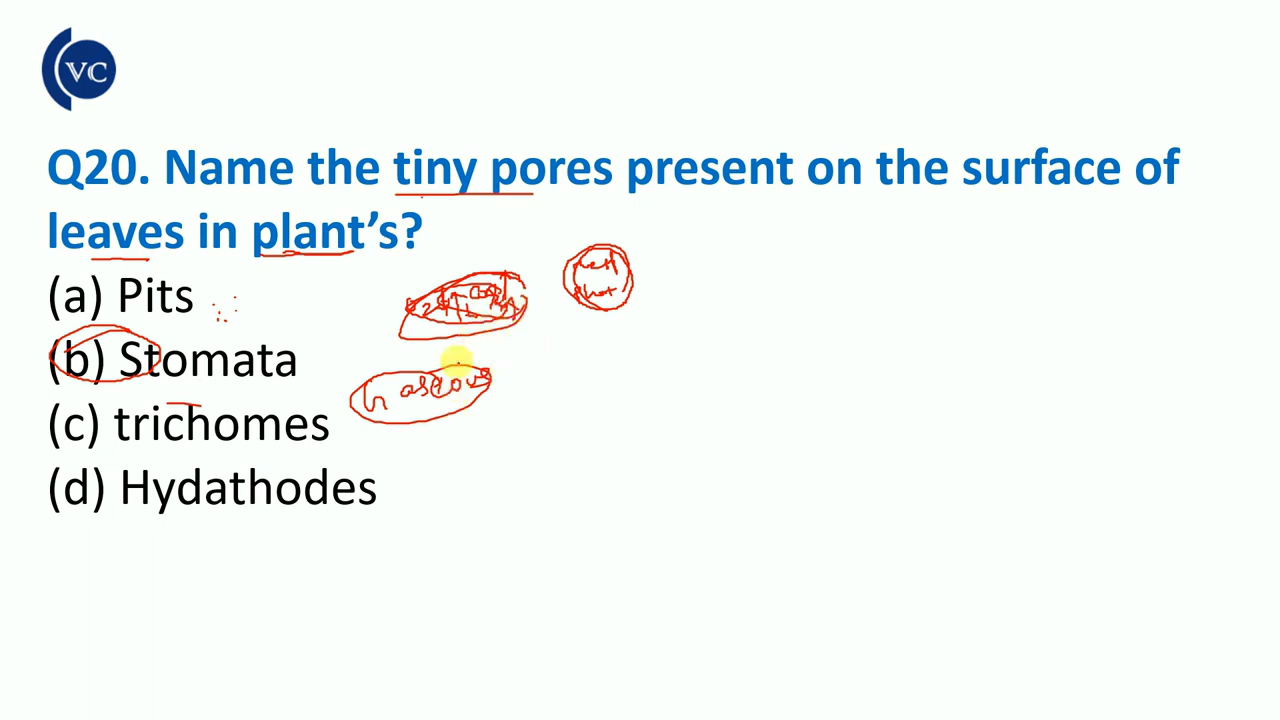 VC
Q20. Name the tiny pores present on the surface of
leaves in plant's?
(a) Pits
(b) Stomata
(c) trichomes
(d) Hydathodes